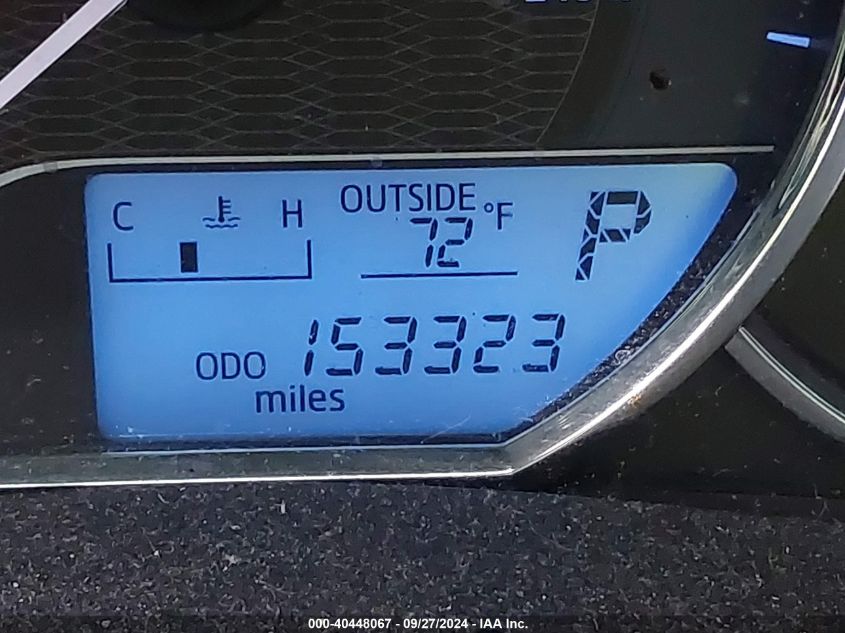 OUTSIDE
C H 72 °F P
ODO 153323
miles
000-40448067 - 09/27/2024 - IAA Inc.